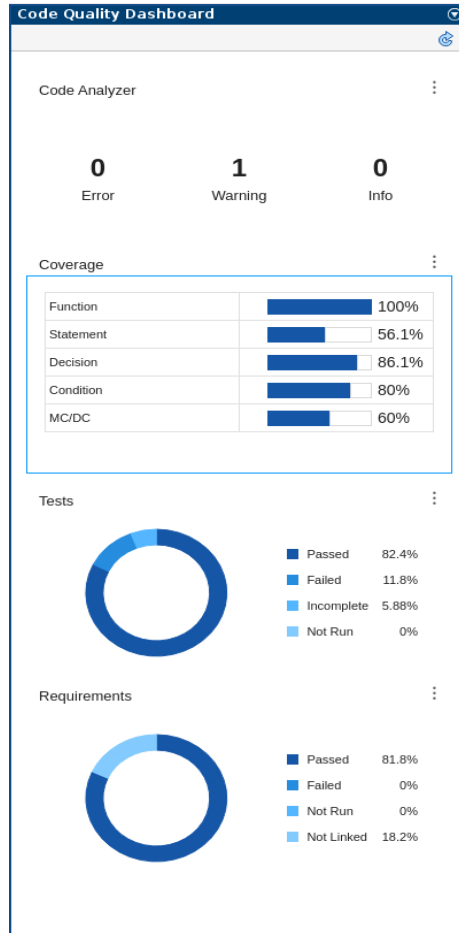 Code Quality Dashboard
Code Analyzer
0 1 0
Error Warning Info
Coverage
Function 100%
Statement 56.1%
Decision 86.1%
Condition 80%
MC/DC 60%
Tests
Passed 82.4%
Failed 11.8%
Incomplete 5.88%
Not Run 0%
Requirements
Passed 81.8%
Failed 0%
Not Run 0%
Not Linked 18.2%